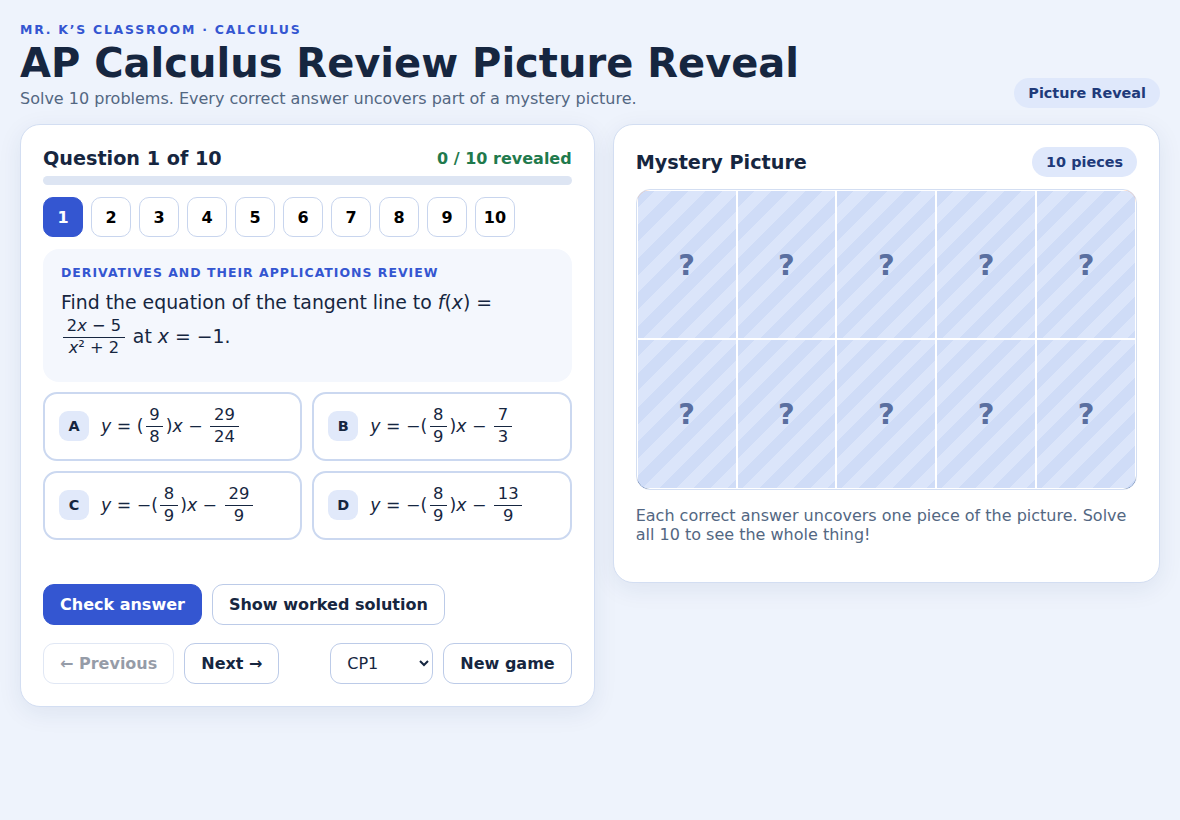 MR. K’S CLASSROOM · CALCULUS
AP Calculus Review Picture Reveal
Solve 10 problems. Every correct answer uncovers part of a mystery picture.
Picture Reveal
Question 1 of 10
0 / 10 revealed
1 2 3 4 5 6 7 8 9 10
DERIVATIVES AND THEIR APPLICATIONS REVIEW
Find the equation of the tangent line to f(x) =
(2x − 5)/(x² + 2) at x = −1.
A y = (9/8)x − 29/24
B y = −(8/9)x − 7/3
C y = −(8/9)x − 29/9
D y = −(8/9)x − 13/9
Check answer
Show worked solution
← Previous
Next →
CP1
New game
Mystery Picture
10 pieces
? ? ? ? ?
? ? ? ? ?
Each correct answer uncovers one piece of the picture. Solve
all 10 to see the whole thing!